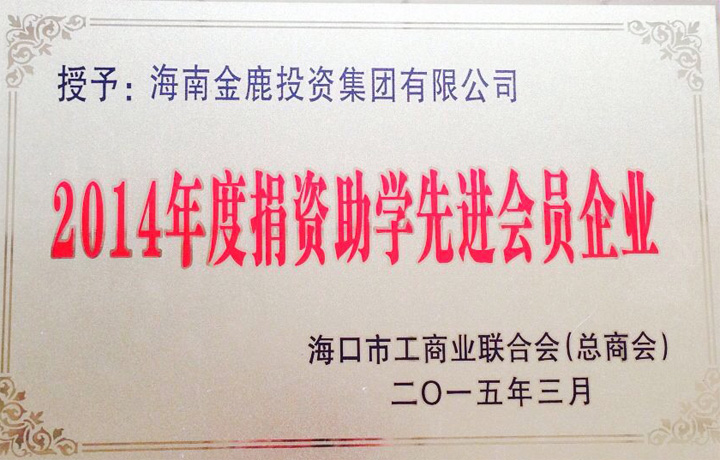 授予：海南金鹿投资集团有限公司
2014年度捐资助学先进会员企业
海口市工商业联合会(总商会)
二〇一五年三月